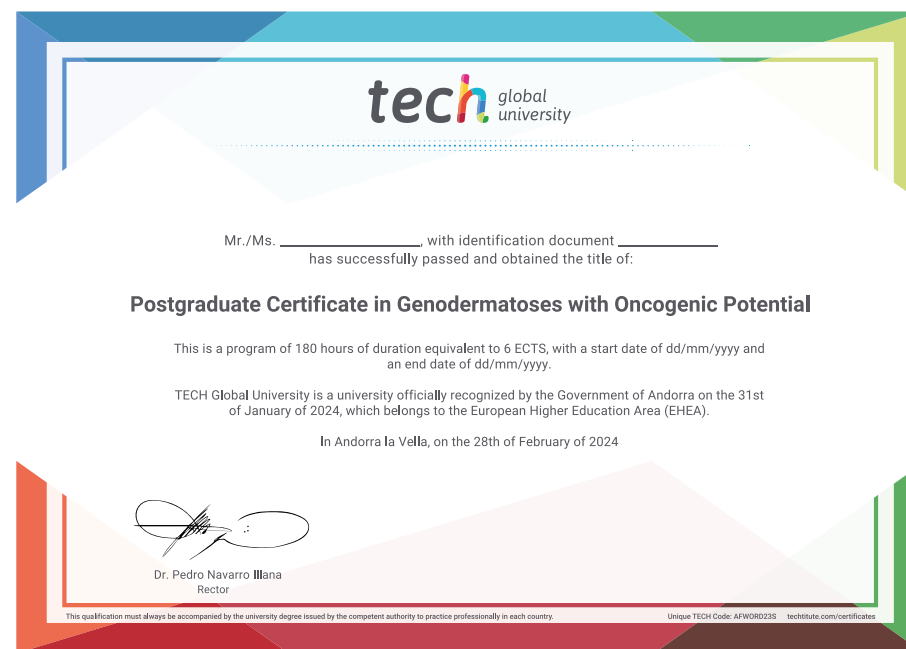 tech global
university
Mr./Ms. ____________________, with identification document ______________
has successfully passed and obtained the title of:
Postgraduate Certificate in Genodermatoses with Oncogenic Potential
This is a program of 180 hours of duration equivalent to 6 ECTS, with a start date of dd/mm/yyyy and
an end date of dd/mm/yyyy.
TECH Global University is a university officially recognized by the Government of Andorra on the 31st
of January of 2024, which belongs to the European Higher Education Area (EHEA).
In Andorra la Vella, on the 28th of February of 2024
Dr. Pedro Navarro Illana
Rector
This qualification must always be accompanied by the university degree issued by the competent authority to practice professionally in each country.
Unique TECH Code: AFWORD23S techtitute.com/certificates